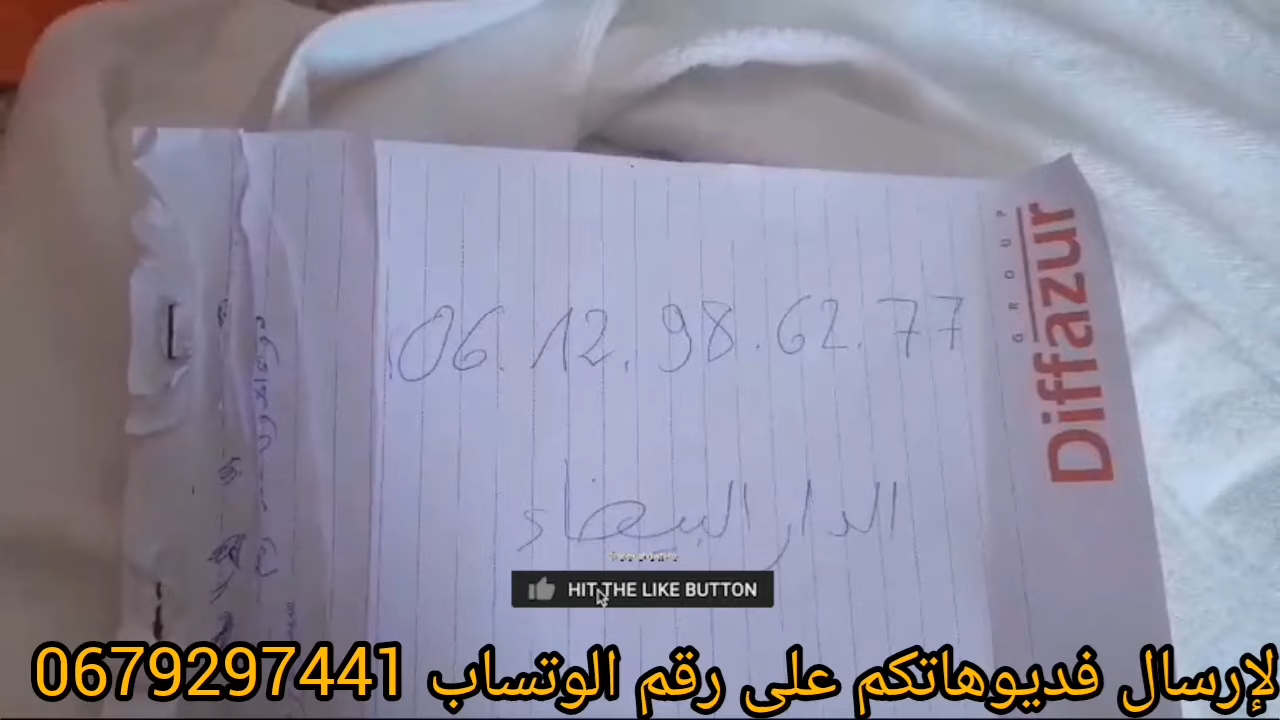 GROUP
Diffazur
06.12.98.62.77
الدار البيضاء
HIT THE LIKE BUTTON
لإرسال فديوهاتكم على رقم الوتساب 0679297441